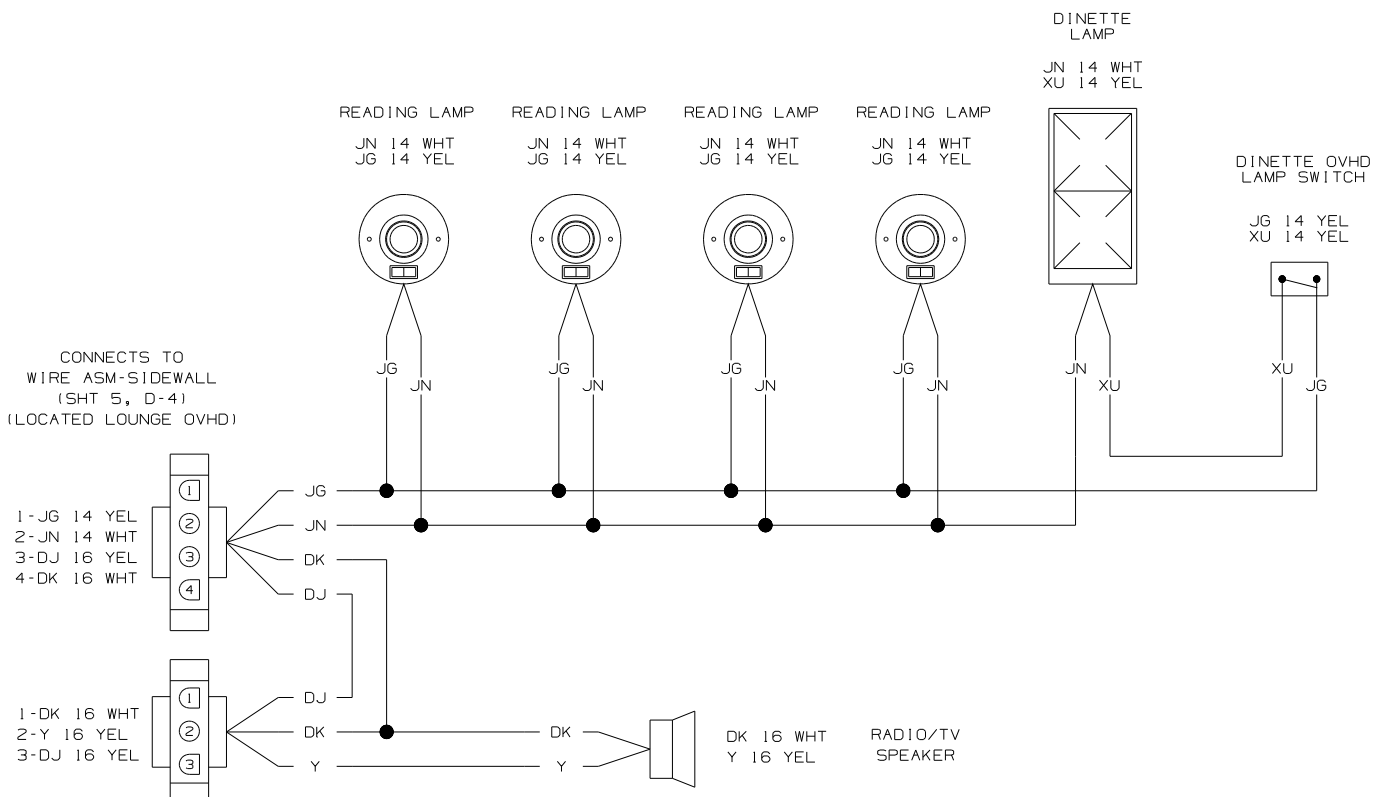 DINETTE
LAMP
JN 14 WHT
XU 14 YEL
READING LAMP
JN 14 WHT
JG 14 YEL
READING LAMP
JN 14 WHT
JG 14 YEL
READING LAMP
JN 14 WHT
JG 14 YEL
READING LAMP
JN 14 WHT
JG 14 YEL
DINETTE OVHD
LAMP SWITCH
JG 14 YEL
XU 14 YEL
JG
JN
JG
JN
JG
JN
JG
JN
JN
XU
XU
JG
CONNECTS TO
WIRE ASM-SIDEWALL
(SHT 5, D-4)
(LOCATED LOUNGE OVHD)
1-JG 14 YEL
2-JN 14 WHT
3-DJ 16 YEL
4-DK 16 WHT
1
2
3
4
JG
JN
DK
DJ
1-DK 16 WHT
2-Y 16 YEL
3-DJ 16 YEL
1
2
3
DJ
DK
Y
DK
Y
DK 16 WHT
Y 16 YEL
RADIO/TV
SPEAKER